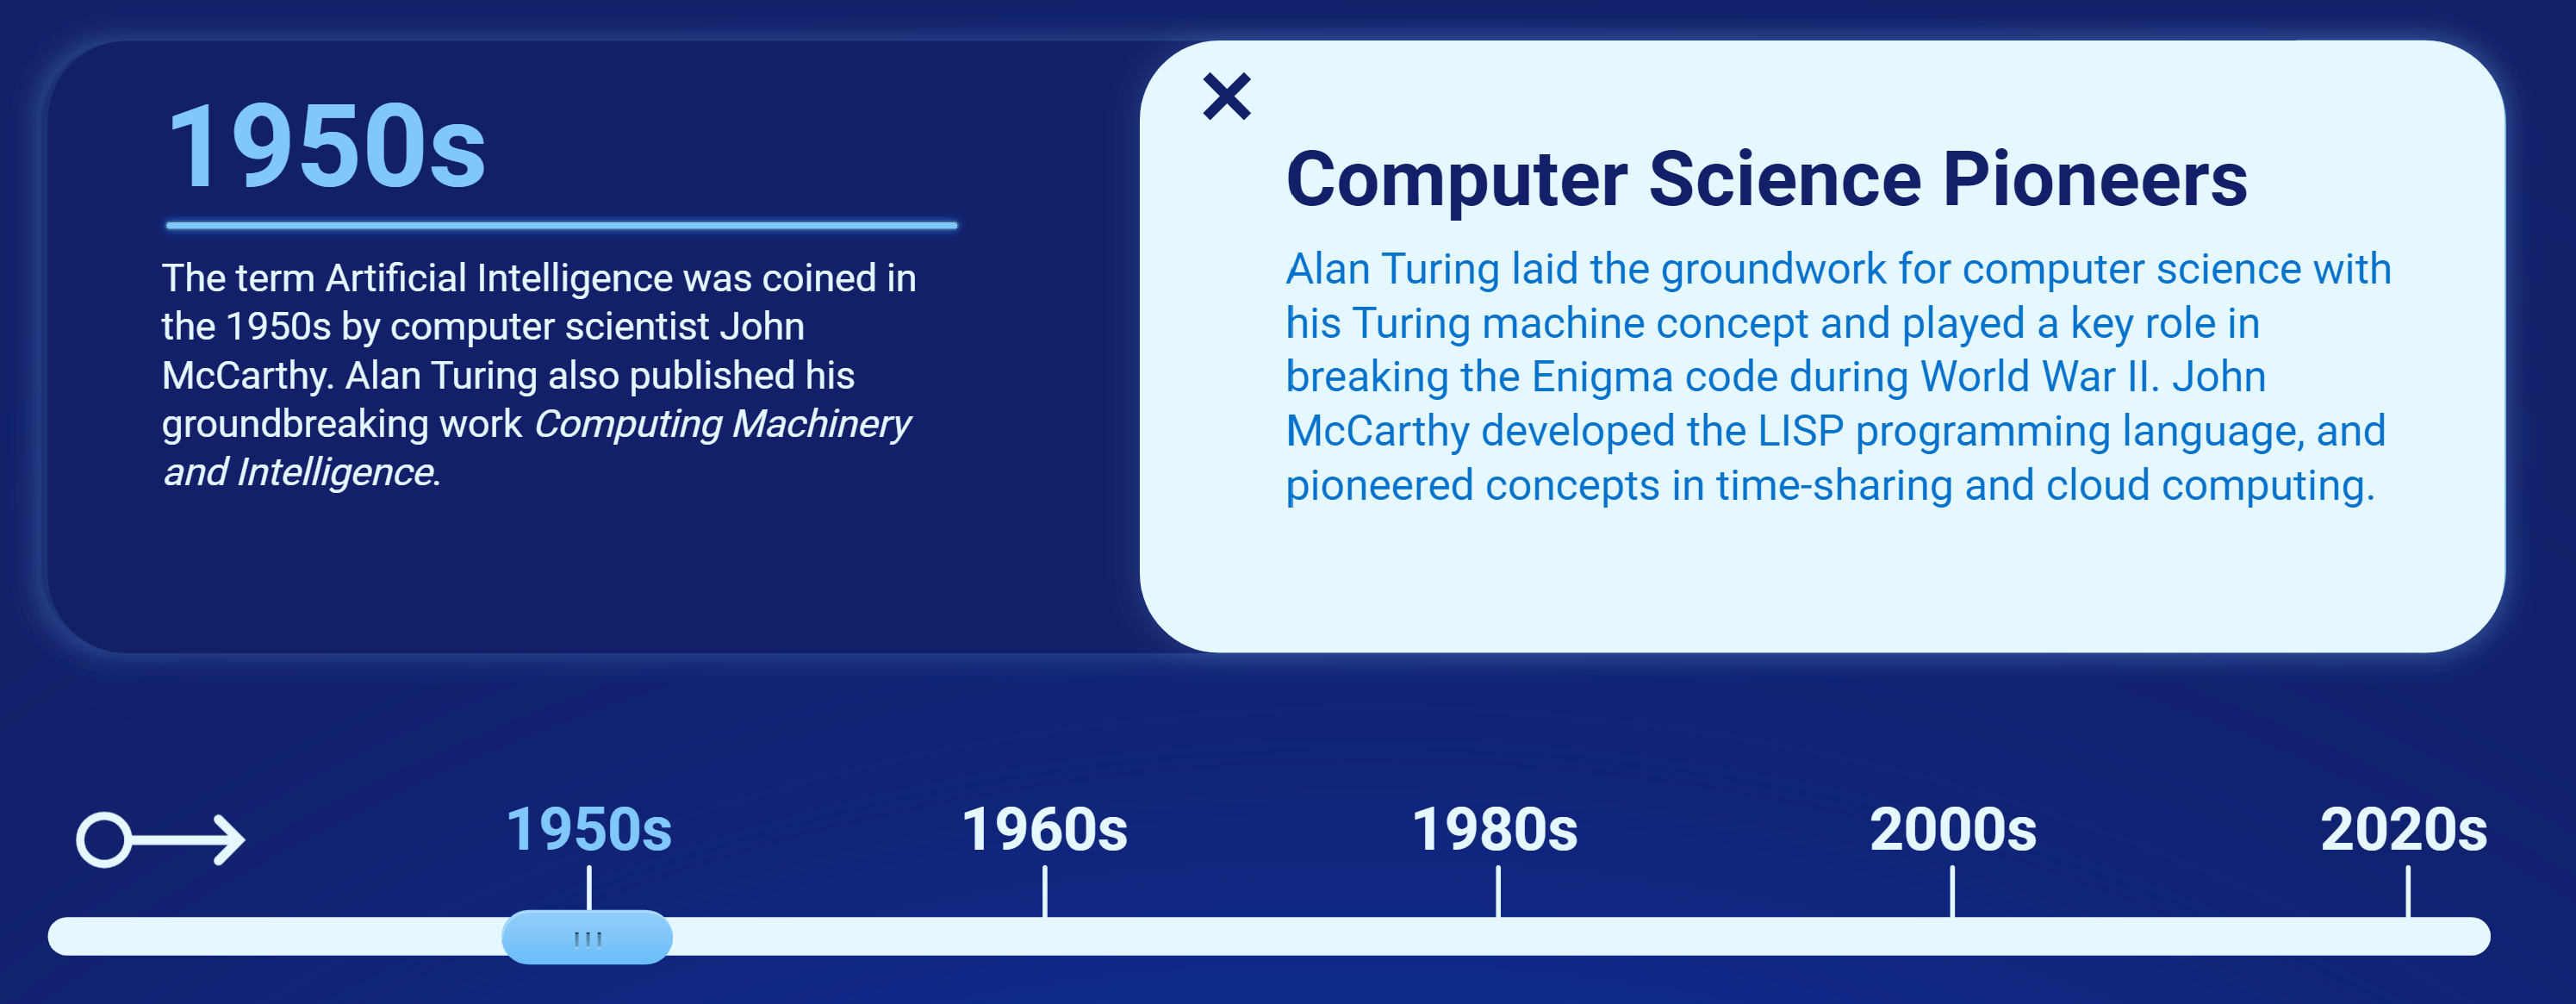 1950s
The term Artificial Intelligence was coined in
the 1950s by computer scientist John
McCarthy. Alan Turing also published his
groundbreaking work Computing Machinery
and Intelligence.
Computer Science Pioneers
Alan Turing laid the groundwork for computer science with
his Turing machine concept and played a key role in
breaking the Enigma code during World War II. John
McCarthy developed the LISP programming language, and
pioneered concepts in time-sharing and cloud computing.
1950s
1960s
1980s
2000s
2020s